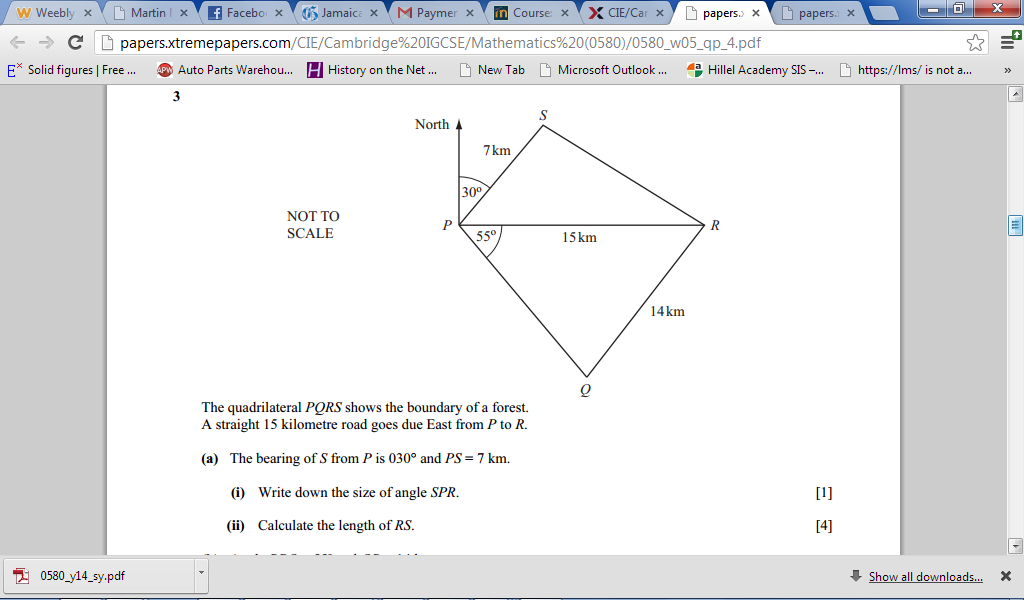 Weebly
Martin
Facebo
Jamaica
Paymer
Course
CIE/Car
papers.
papers.
papers.xtremepapers.com/CIE/Cambridge%20IGCSE/Mathematics%20(0580)/0580_w05_qp_4.pdf
Solid figures | Free ... Auto Parts Warehou... History on the Net ... New Tab Microsoft Outlook ... Hillel Academy SIS –... https://lms/ is not a... »
3
North
S
7 km
30°
NOT TO
SCALE
P
R
55°
15 km
14 km
Q
The quadrilateral PQRS shows the boundary of a forest.
A straight 15 kilometre road goes due East from P to R.
(a) The bearing of S from P is 030° and PS = 7 km.
(i) Write down the size of angle SPR. [1]
(ii) Calculate the length of RS. [4]
0580_y14_sy.pdf
Show all downloads...